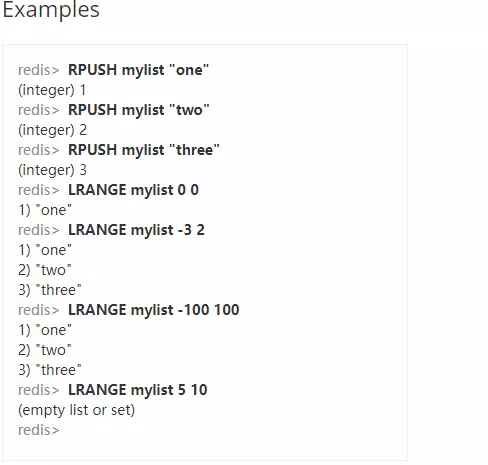 Examples
redis> RPUSH mylist "one"
(integer) 1
redis> RPUSH mylist "two"
(integer) 2
redis> RPUSH mylist "three"
(integer) 3
redis> LRANGE mylist 0 0
1) "one"
redis> LRANGE mylist -3 2
1) "one"
2) "two"
3) "three"
redis> LRANGE mylist -100 100
1) "one"
2) "two"
3) "three"
redis> LRANGE mylist 5 10
(empty list or set)
redis>